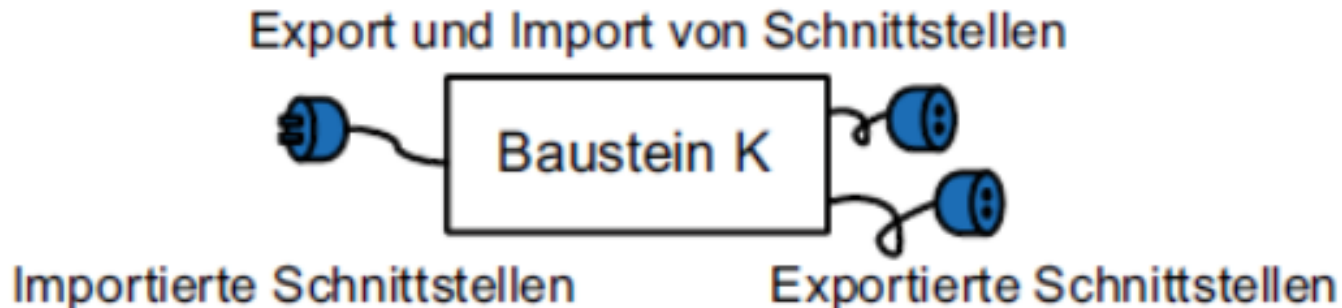 Export und Import von Schnittstellen
Baustein K
Importierte Schnittstellen
Exportierte Schnittstellen